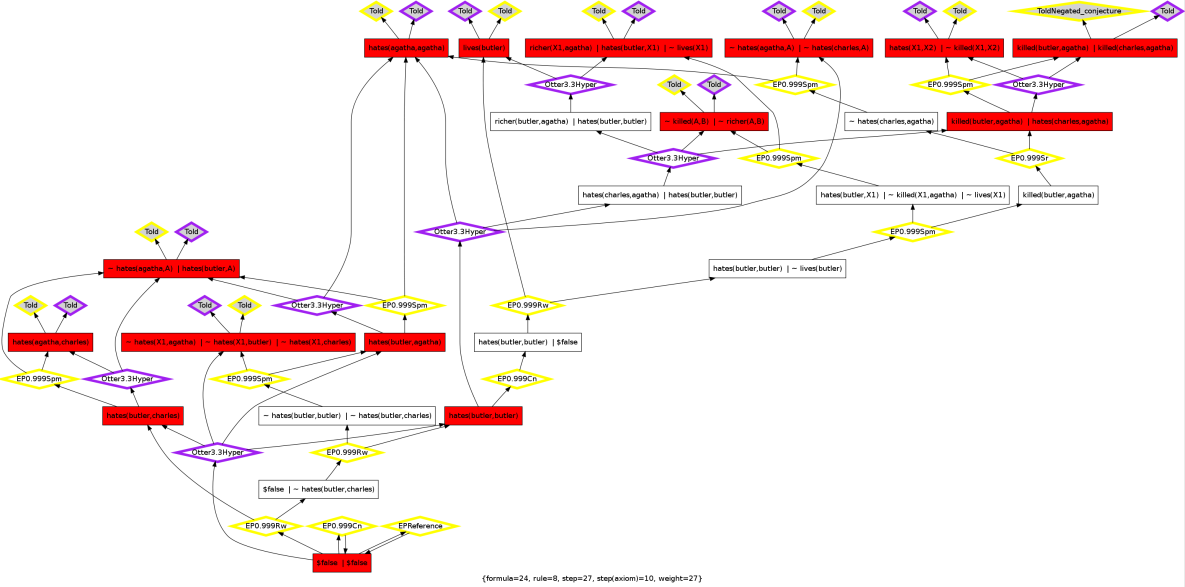 Told Told Told Told Told Told Told Told Told Told ToldNegated_conjecture Told
hates(agatha,agatha) lives(butler) richer(X1,agatha) | hates(butler,X1) | ~ lives(X1) ~ hates(agatha,A) | ~ hates(charles,A) hates(X1,X2) | ~ killed(X1,X2) killed(butler,agatha) | killed(charles,agatha)
Otter3.3Hyper Told Told EP0.999Spm EP0.999Spm Otter3.3Hyper
richer(butler,agatha) | hates(butler,butler) ~ killed(A,B) | ~ richer(A,B) ~ hates(charles,agatha) killed(butler,agatha) | hates(charles,agatha)
Otter3.3Hyper EP0.999Spm EP0.999Sr
hates(charles,agatha) | hates(butler,butler) hates(butler,X1) | ~ killed(X1,agatha) | ~ lives(X1) killed(butler,agatha)
Told Told Otter3.3Hyper EP0.999Spm
~ hates(agatha,A) | hates(butler,A) hates(butler,butler) | ~ lives(butler)
Told Told Told Told Otter3.3Hyper EP0.999Spm EP0.999Rw
hates(agatha,charles) ~ hates(X1,agatha) | ~ hates(X1,butler) | ~ hates(X1,charles) hates(butler,agatha) hates(butler,butler) | $false
EP0.999Spm Otter3.3Hyper EP0.999Spm EP0.999Cn
hates(butler,charles) ~ hates(butler,butler) | ~ hates(butler,charles) hates(butler,butler)
Otter3.3Hyper EP0.999Rw
$false | ~ hates(butler,charles)
EP0.999Rw EP0.999Cn EPReference
$false | $false
{formula=24, rule=8, step=27, step(axiom)=10, weight=27}